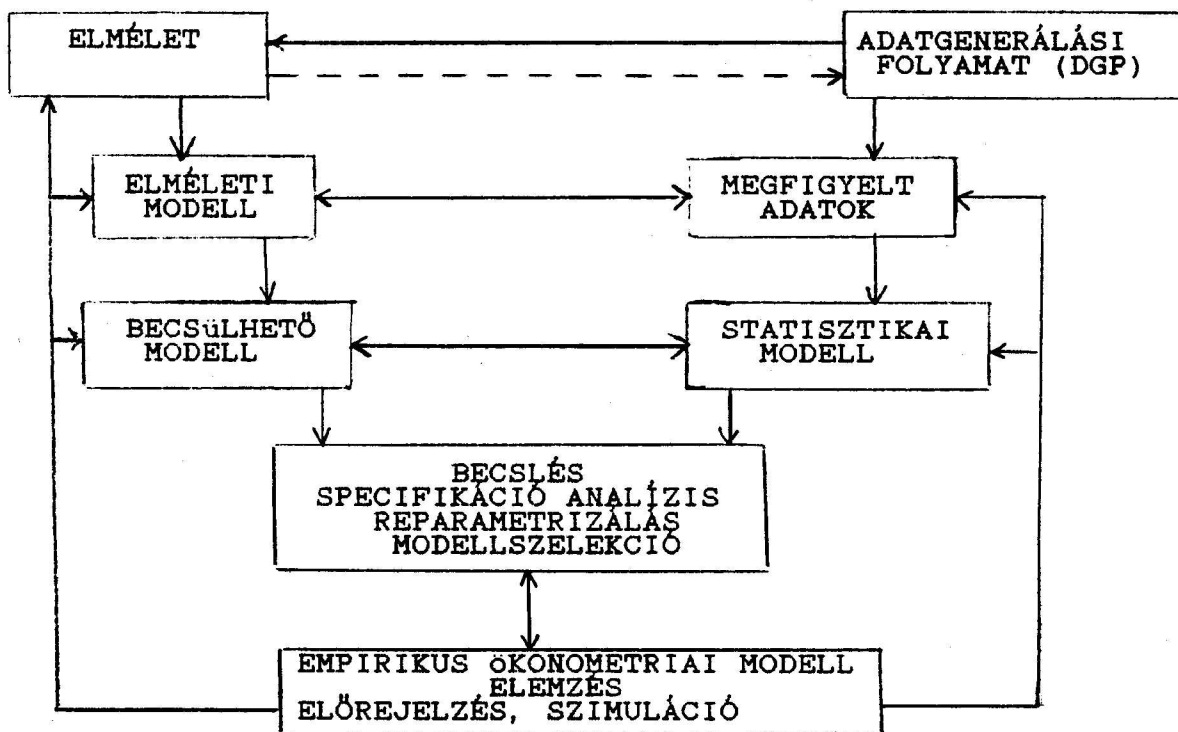 ELMÉLET
ADATGENERÁLÁSI
FOLYAMAT (DGP)
ELMÉLETI
MODELL
MEGFIGYELT
ADATOK
BECSüLHETŐ
MODELL
STATISZTIKAI
MODELL
BECSLÉS
SPECIFIKÁCIÓ ANALÍZIS
REPARAMETRIZÁLÁS
MODELLSZELEKCIÓ
EMPIRIKUS öKONOMETRIAI MODELL
ELEMZÉS
ELŐREJELZÉS, SZIMULÁCIÓ